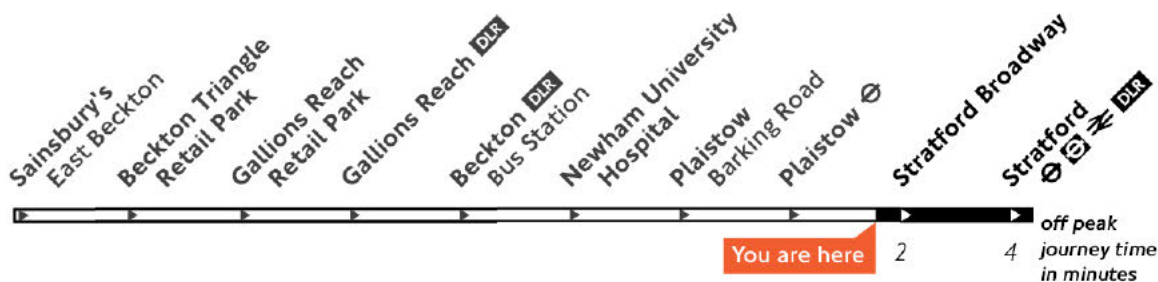 Sainsbury's
East Beckton
Beckton Triangle
Retail Park
Gallions Reach
Retail Park
Gallions Reach DLR
Beckton DLR
Bus Station
Newham University
Hospital
Plaistow
Barking Road
Plaistow
Stratford Broadway
Stratford
DLR
You are here
2
4
off peak
journey time
in minutes